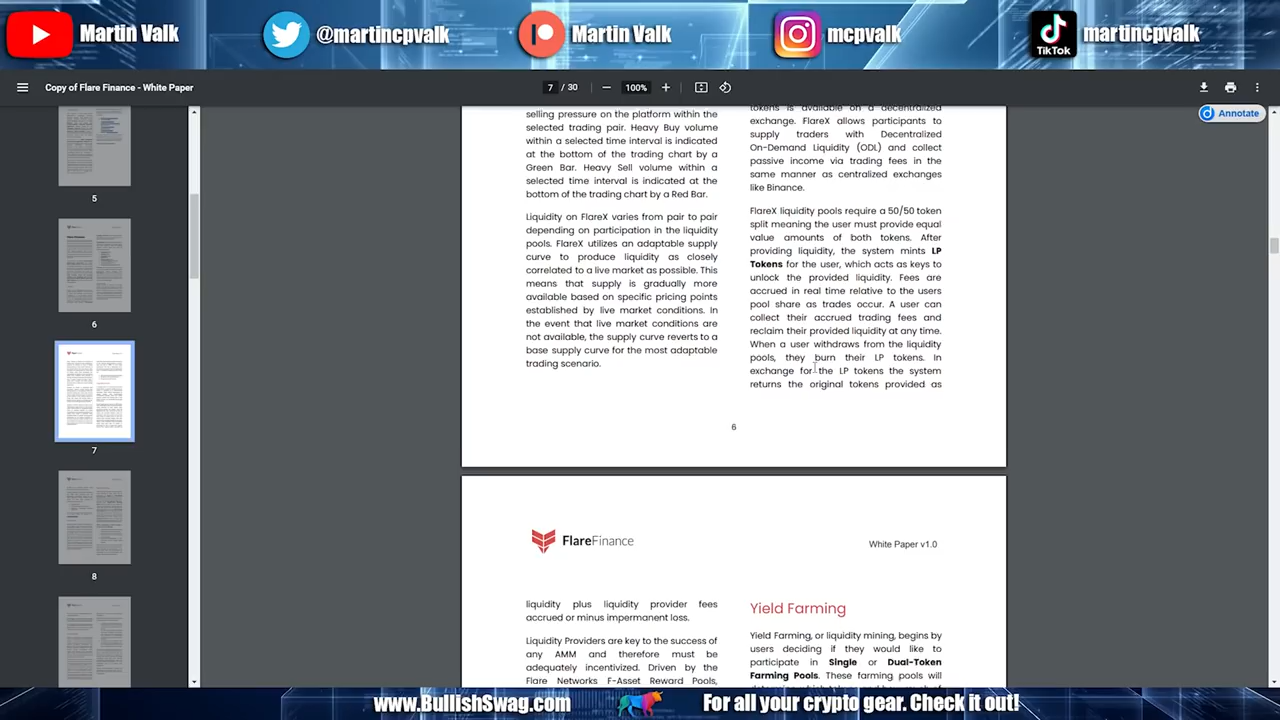 Martin Valk
@martincpvalk
Martin Valk
mcpvalk
TikTok
martincpvalk
Copy of Flare Finance - White Paper
7 / 30
100%
Annotate
5
6
7
8
selling pressure on the platform within the
selected trading pair. Heavy Buy volume
within a selected time interval is indicated
at the bottom of the trading chart by a
Green Bar. Heavy Sell volume within a
selected time interval is indicated at the
bottom of the trading chart by a Red Bar.
Liquidity on FlareX varies from pair to pair
depending on participation in the liquidity
pools. FlareX utilizes an adaptable supply
curve to produce liquidity as closely
correlated to a live market as possible. This
means that supply is gradually more
available based on specific pricing points
established by live market conditions. In
the event that live market conditions are
not available, the supply curve reverts to a
base supply curve for the most adaptable
trading scenario.
tokens is available on a decentralized
exchange. FlareX allows participants to
supply traders with Decentralized
On-Demand Liquidity (ODL) and collect
passive income via trading fees in the
same manner as centralized exchanges
like Binance.
FlareX liquidity pools require a 50/50 token
split meaning the user must provide equal
value amounts of both tokens. After
providing liquidity, the system mints LP
Tokens for the user, which acts as keys to
unlock the provided liquidity. Fees are
accrued in real time relative to the users
pool share as trades occur. A user can
collect their accrued trading fees and
reclaim their provided liquidity at any time.
When a user withdraws from the liquidity
pools, they burn their LP tokens. In
exchange for the LP tokens the system
returns the original tokens provided as
6
FlareFinance
White Paper v1.0
liquidity plus liquidity provider fees
accrued or minus impermanent loss.
Liquidity Providers are key to the success of
any AMM and therefore must be
adequately incentivized. Driven by the
Flare Networks F-Asset Reward Pools,
Yield Farming
Yield Farming, or liquidity mining, begins by
users deciding if they would like to
participate in Single or Dual-Token
Farming Pools. These farming pools will
www.BullishSwag.com
For all your crypto gear. Check it out!